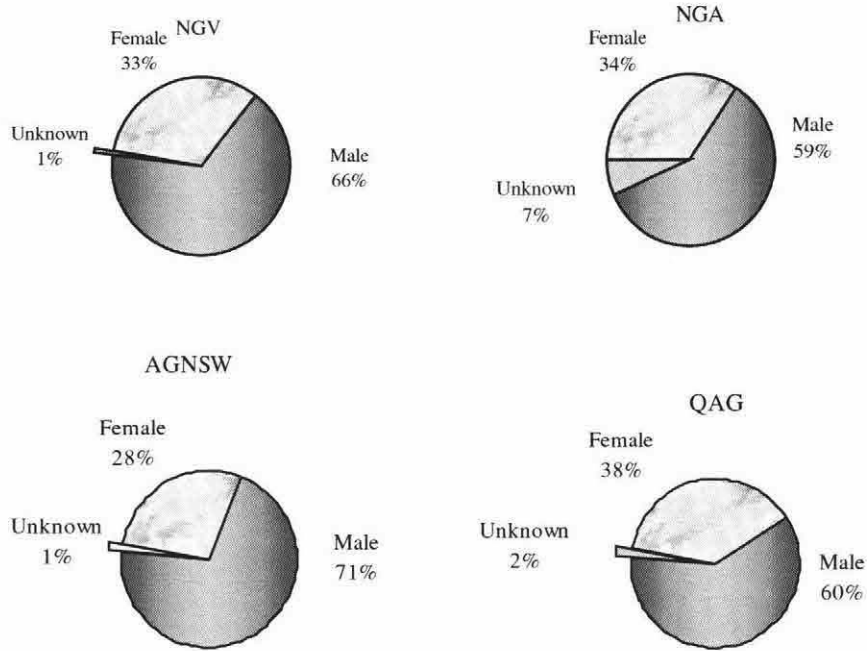 NGV
Female
33%
Unknown
1%
Male
66%
NGA
Female
34%
Male
59%
Unknown
7%
AGNSW
Female
28%
Unknown
1%
Male
71%
QAG
Female
38%
Unknown
2%
Male
60%